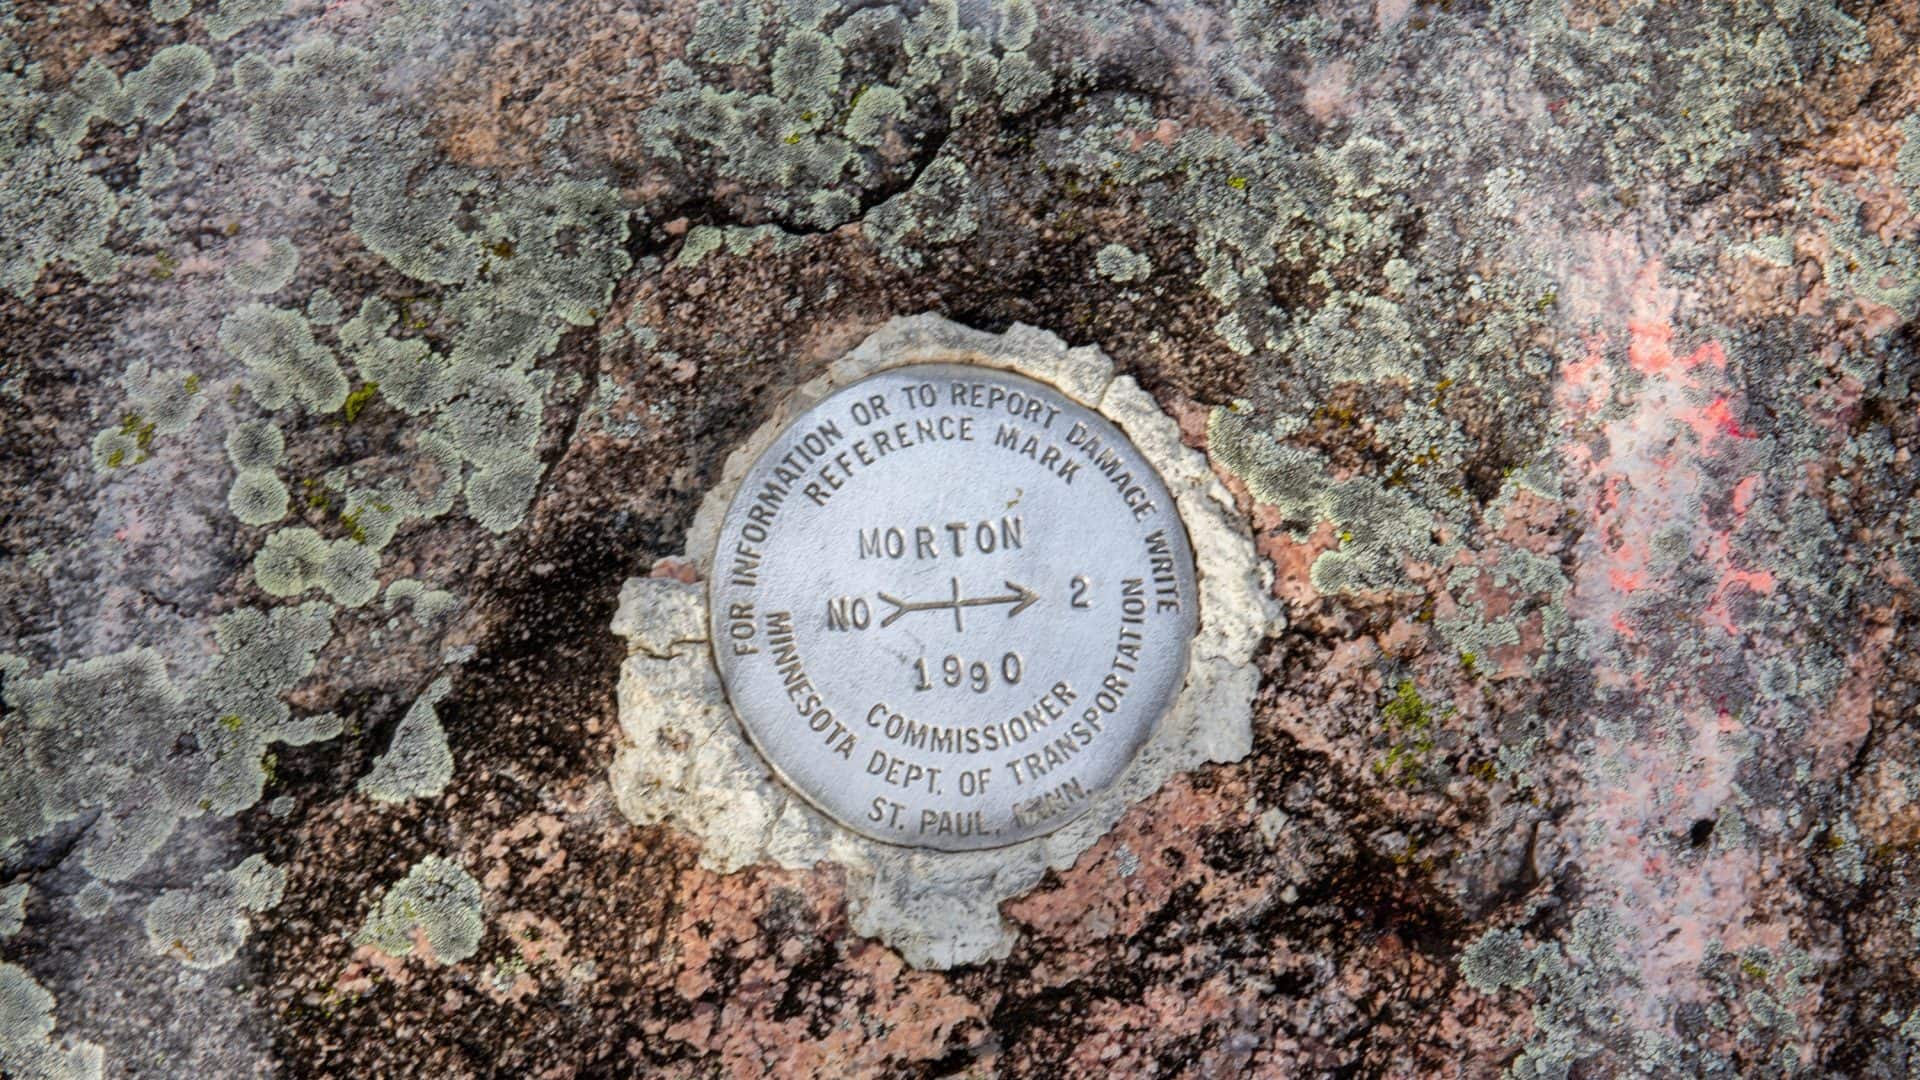 FOR INFORMATION OR TO REPORT DAMAGE WRITE
REFERENCE MARK
MORTON
NO 2
1990
COMMISSIONER
MINNESOTA DEPT. OF TRANSPORTATION
ST. PAUL, MINN.